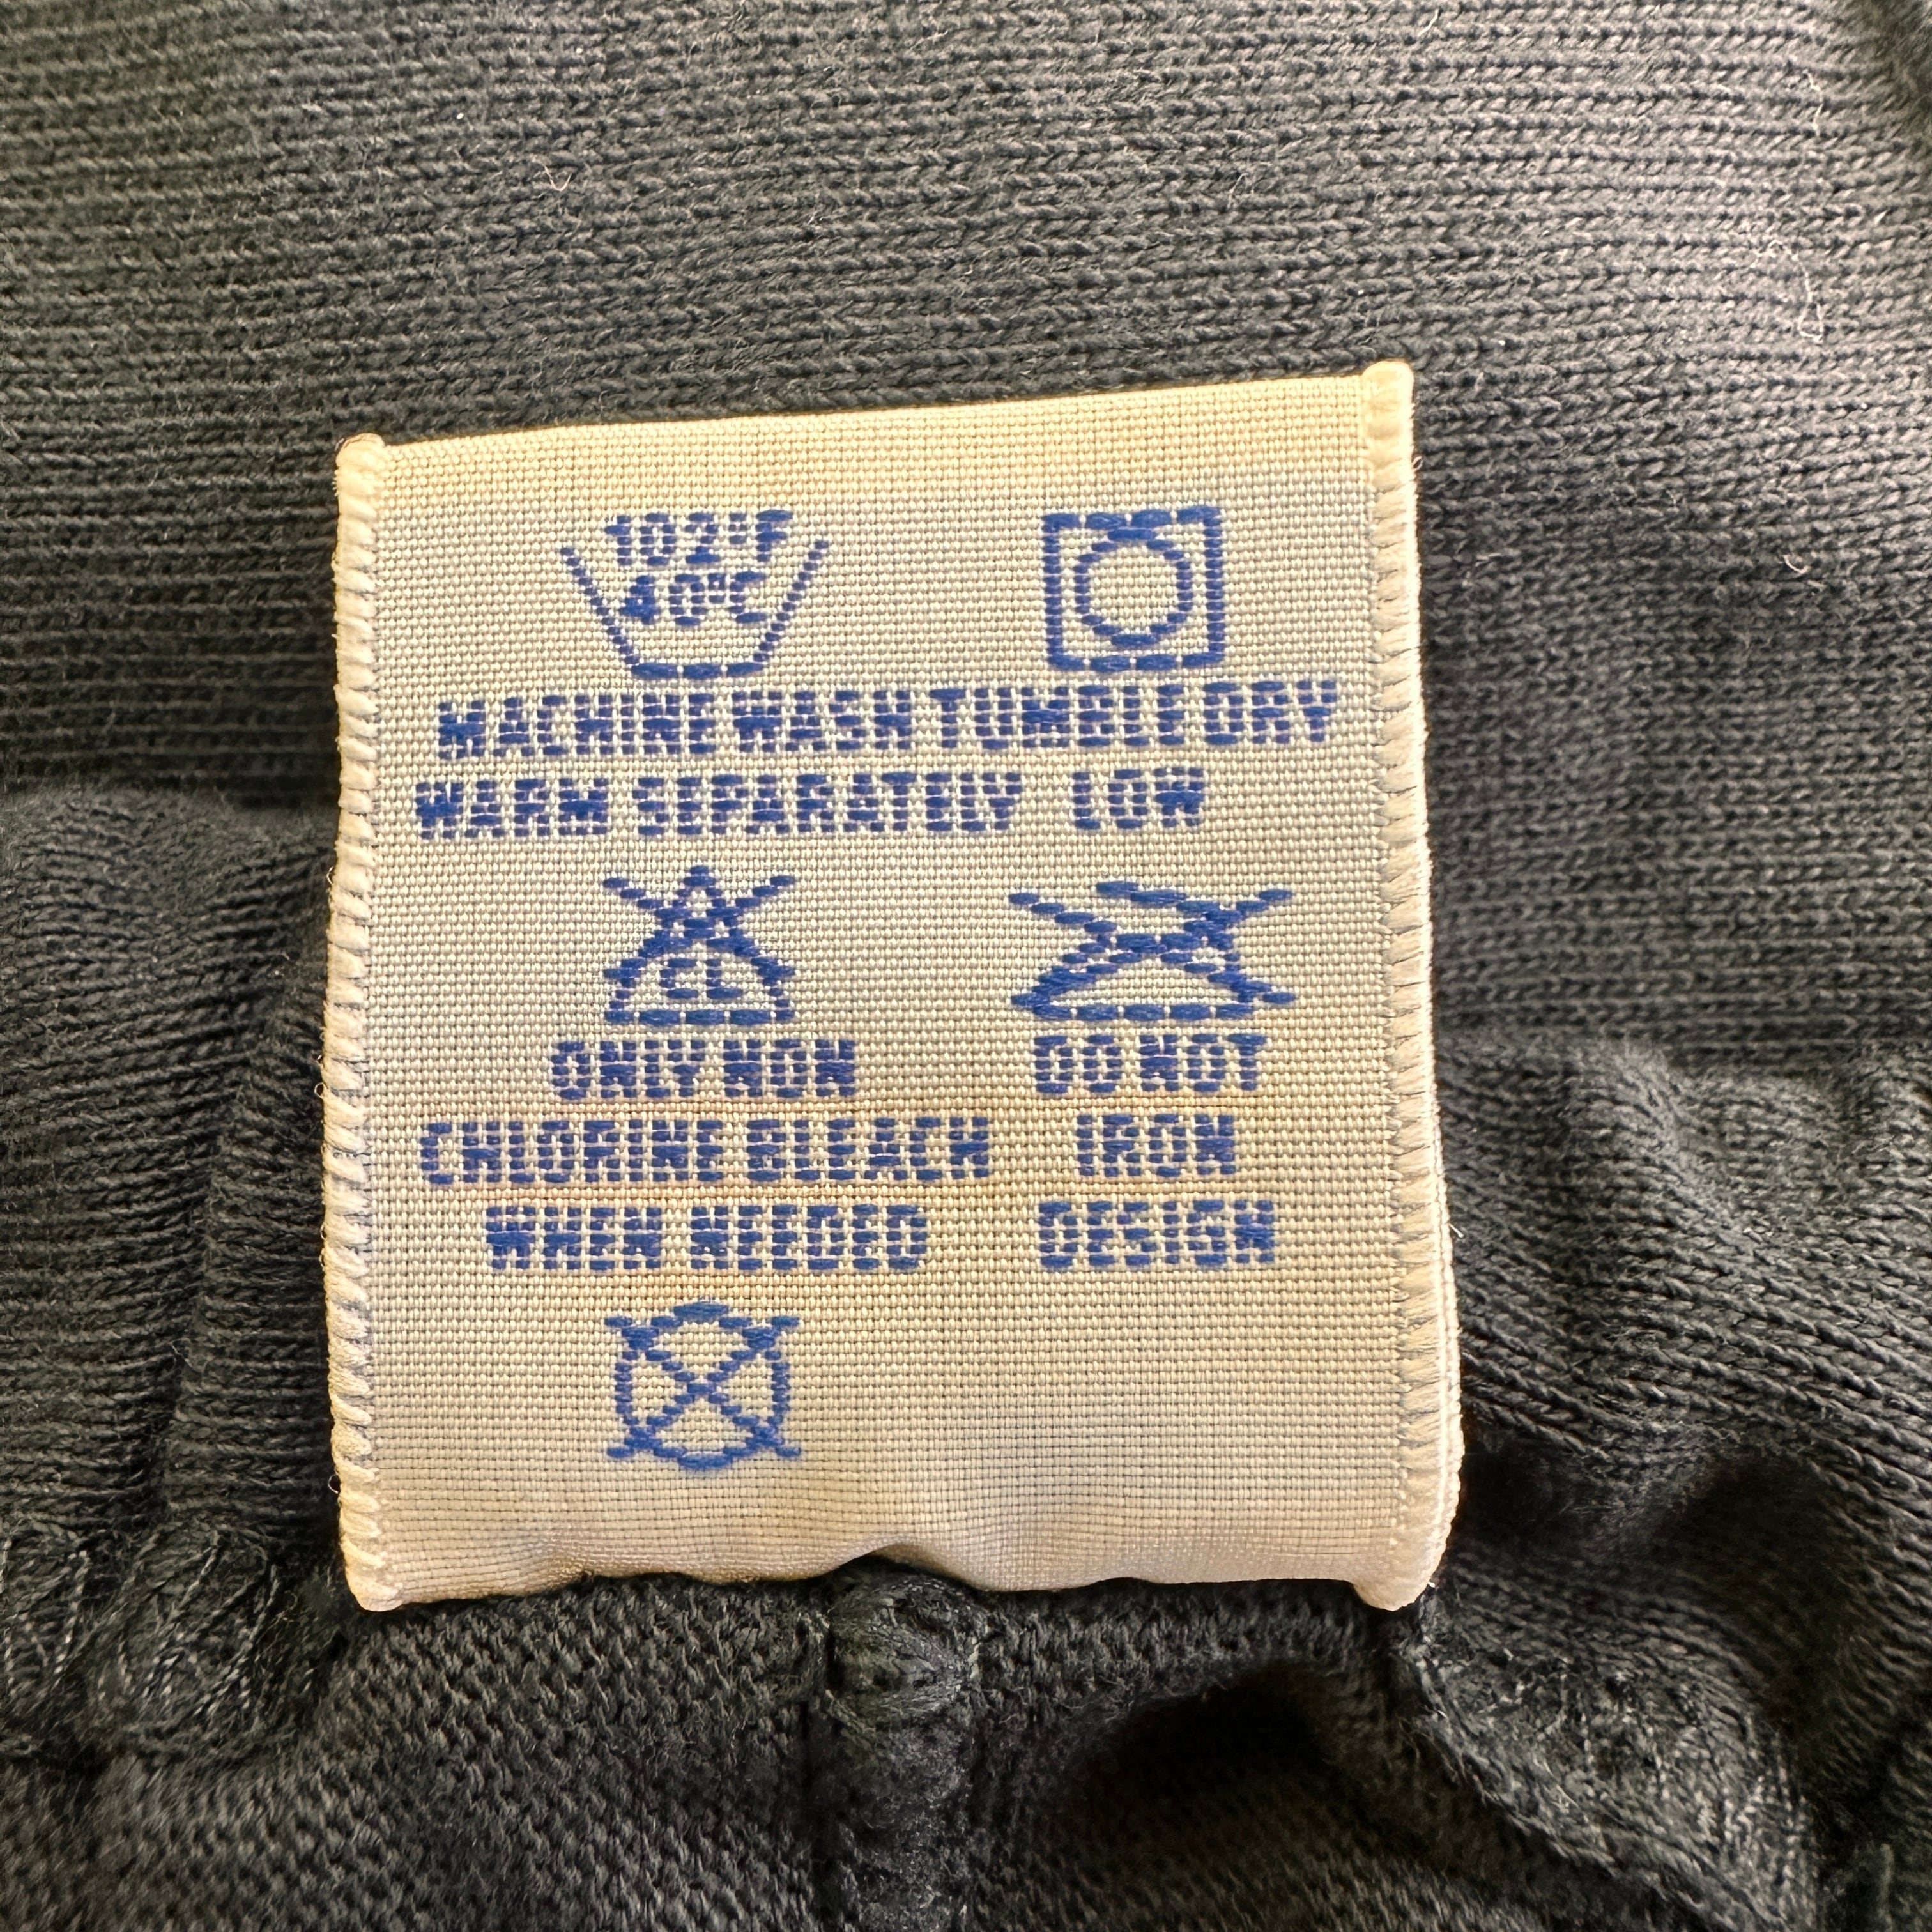 102°F
40°C
MACHINE WASH
WARM SEPARATELY
TUMBLE DRY
LOW
CL
ONLY NON
CHLORINE BLEACH
WHEN NEEDED
DO NOT
IRON
DESIGN